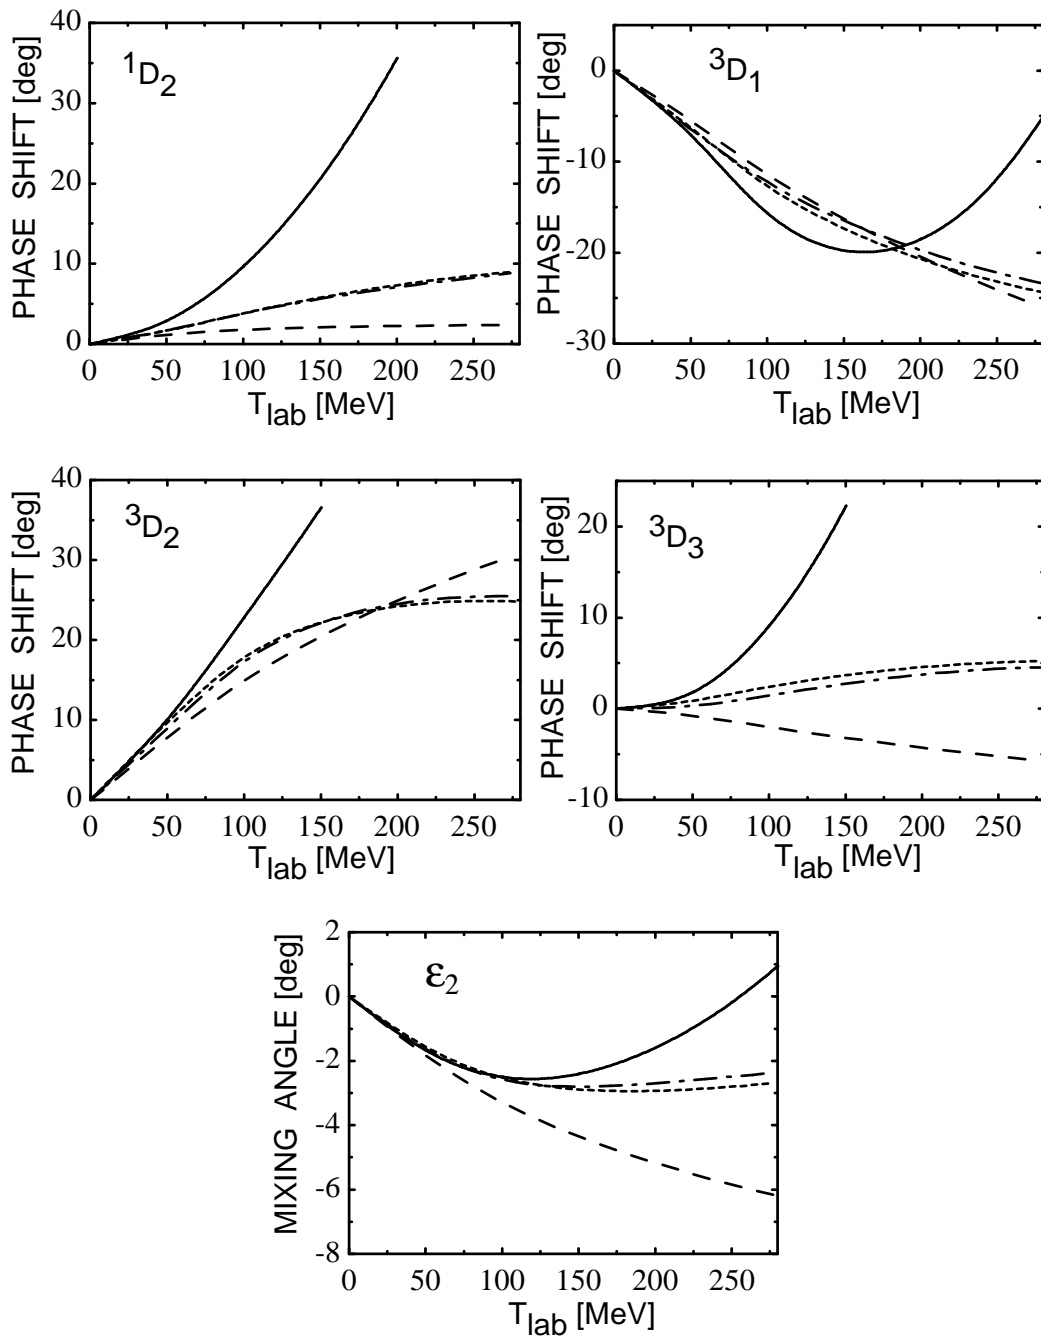 PHASE SHIFT [deg]
40
30
20
10
0
¹D₂
0 50 100 150 200 250
T_lab [MeV]
PHASE SHIFT [deg]
0
-10
-20
-30
³D₁
0 50 100 150 200 250
T_lab [MeV]
PHASE SHIFT [deg]
40
30
20
10
0
³D₂
0 50 100 150 200 250
T_lab [MeV]
PHASE SHIFT [deg]
20
10
0
-10
³D₃
0 50 100 150 200 250
T_lab [MeV]
MIXING ANGLE [deg]
2
0
-2
-4
-6
-8
ε₂
0 50 100 150 200 250
T_lab [MeV]